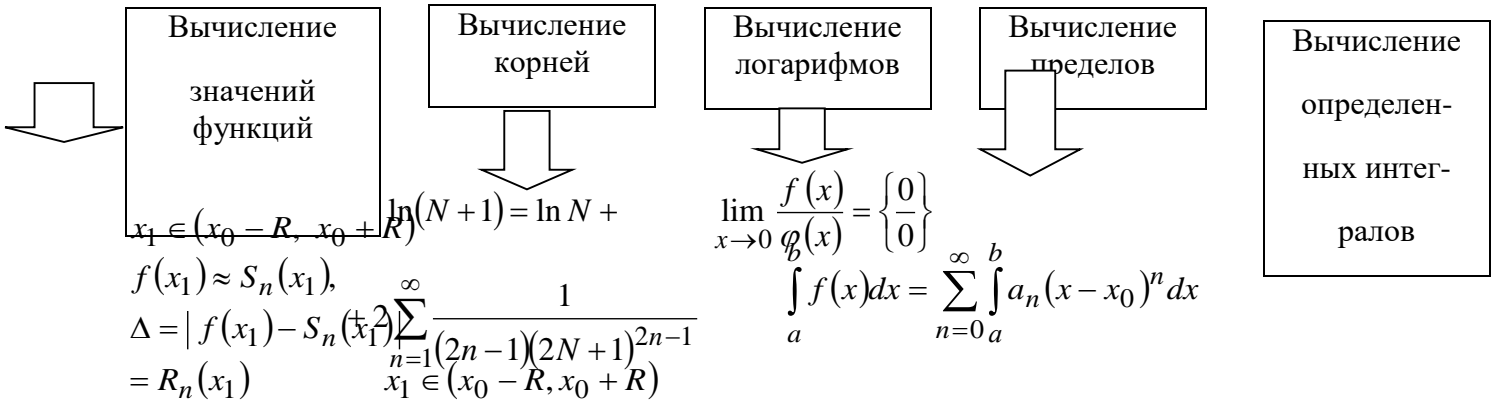 Вычисление
значений
функций
Вычисление
корней
Вычисление
логарифмов
Вычисление
пределов
Вычисление
определен-
ных интег-
ралов
x₁ ∈ (x₀ − R, x₀ + R)
f(x₁) ≈ Sₙ(x₁),
Δ = | f(x₁) − Sₙ(x₁)|
= Rₙ(x₁)
ln(N + 1) = ln N +
+ 2 ∑_{n=1}^{∞} 1/((2n − 1)(2N + 1)^{2n−1})
x₁ ∈ (x₀ − R, x₀ + R)
lim_{x→0} f(x)/φ(x) = {0/0}
∫_a^b f(x)dx = ∑_{n=0}^{∞} ∫_a^b aₙ(x − x₀)ⁿ dx